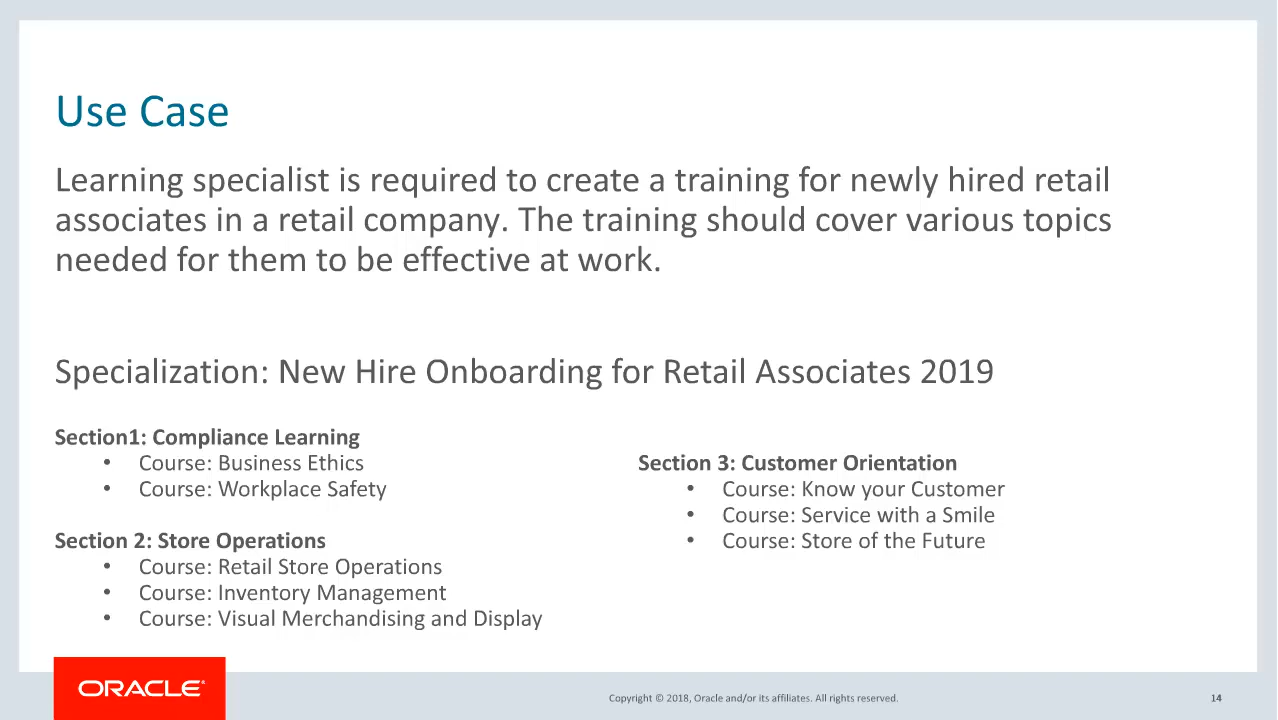 Use Case
Learning specialist is required to create a training for newly hired retail
associates in a retail company. The training should cover various topics
needed for them to be effective at work.
Specialization: New Hire Onboarding for Retail Associates 2019
Section1: Compliance Learning
• Course: Business Ethics
• Course: Workplace Safety
Section 2: Store Operations
• Course: Retail Store Operations
• Course: Inventory Management
• Course: Visual Merchandising and Display
Section 3: Customer Orientation
• Course: Know your Customer
• Course: Service with a Smile
• Course: Store of the Future
ORACLE®
Copyright © 2018, Oracle and/or its affiliates. All rights reserved.
14